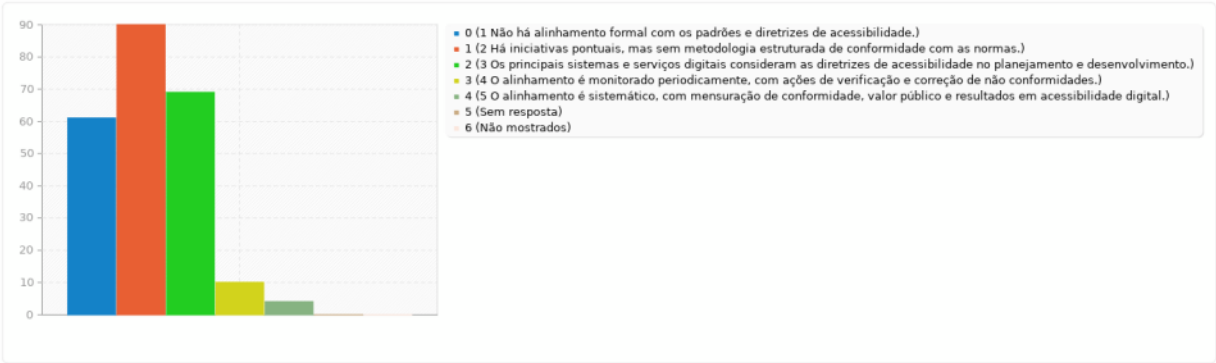 90
80
70
60
50
40
30
20
10
0
0 (1 Não há alinhamento formal com os padrões e diretrizes de acessibilidade.)
1 (2 Há iniciativas pontuais, mas sem metodologia estruturada de conformidade com as normas.)
2 (3 Os principais sistemas e serviços digitais consideram as diretrizes de acessibilidade no planejamento e desenvolvimento.)
3 (4 O alinhamento é monitorado periodicamente, com ações de verificação e correção de não conformidades.)
4 (5 O alinhamento é sistemático, com mensuração de conformidade, valor público e resultados em acessibilidade digital.)
5 (Sem resposta)
6 (Não mostrados)